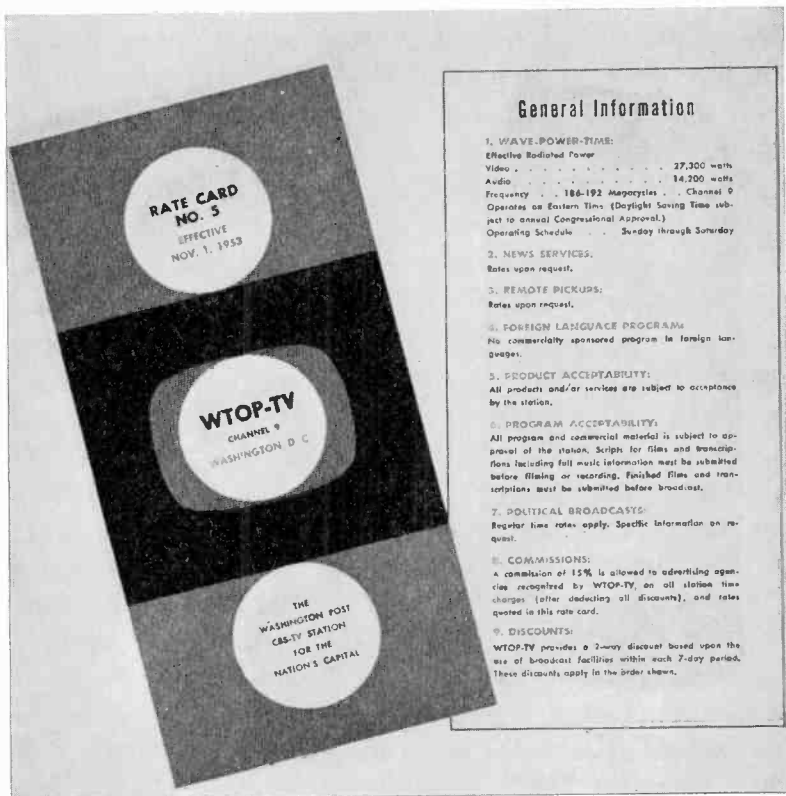 RATE CARD
NO. 5
EFFECTIVE
NOV. 1, 1953
WTOP-TV
CHANNEL 9
WASHINGTON D C
THE
WASHINGTON POST
CBS-TV STATION
FOR THE
NATION'S CAPITAL
General Information
1. WAVE-POWER-TIME:
Effective Radiated Power
Video . . . . . . . . . . . 27,300 watts
Audio . . . . . . . . . . . 14,200 watts
Frequency . . 186-192 Megacycles . . Channel 9
Operates on Eastern Time (Daylight Saving Time sub-
ject to annual Congressional Approval.)
Operating Schedule . . Sunday through Saturday
2. NEWS SERVICES:
Rates upon request.
3. REMOTE PICKUPS:
Rates upon request.
4. FOREIGN LANGUAGE PROGRAM:
No commercially sponsored program in foreign lan-
guages.
5. PRODUCT ACCEPTABILITY:
All products and/or services are subject to acceptance
by the station.
6. PROGRAM ACCEPTABILITY:
All program and commercial material is subject to ap-
proval of the station. Scripts for films and transcrip-
tions including full music information must be submitted
before filming or recording. Finished films and tran-
scriptions must be submitted before broadcast.
7. POLITICAL BROADCASTS:
Regular time rates apply. Specific information on re-
quest.
8. COMMISSIONS:
A commission of 15% is allowed to advertising agen-
cies recognized by WTOP-TV, on all station time
charges (after deducting all discounts), and rates
quoted in this rate card.
9. DISCOUNTS:
WTOP-TV provides a 2-way discount based upon the
use of broadcast facilities within each 7-day period.
These discounts apply in the order shown.